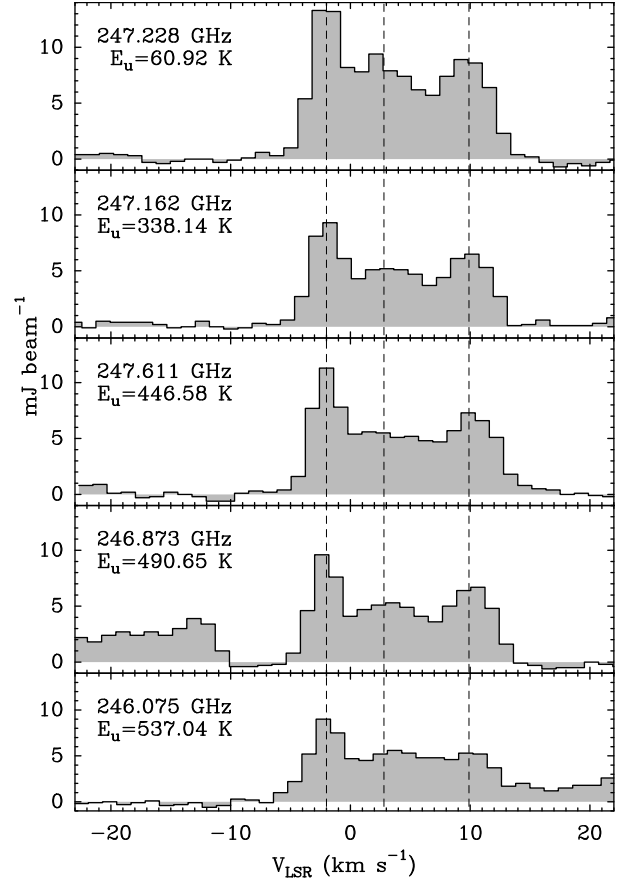 247.228 GHz
E_u=60.92 K
10
5
0
247.162 GHz
E_u=338.14 K
10
5
0
247.611 GHz
E_u=446.58 K
10
5
0
246.873 GHz
E_u=490.65 K
10
5
0
246.075 GHz
E_u=537.04 K
10
5
0
mJ beam⁻¹
−20 −10 0 10 20
V_LSR (km s⁻¹)